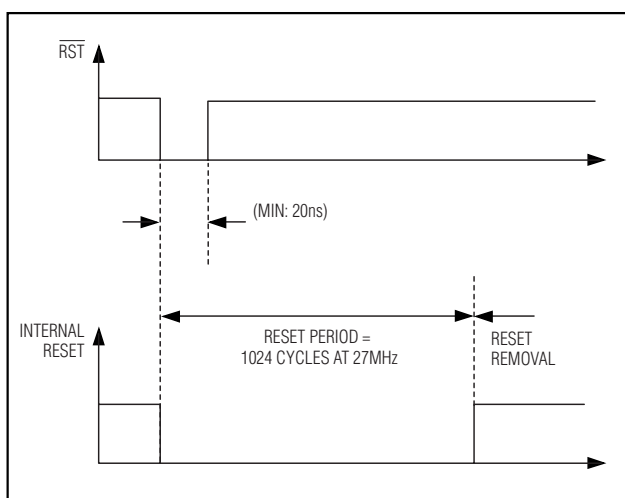 RST
(MIN: 20ns)
INTERNAL
RESET
RESET PERIOD =
1024 CYCLES AT 27MHz
RESET
REMOVAL